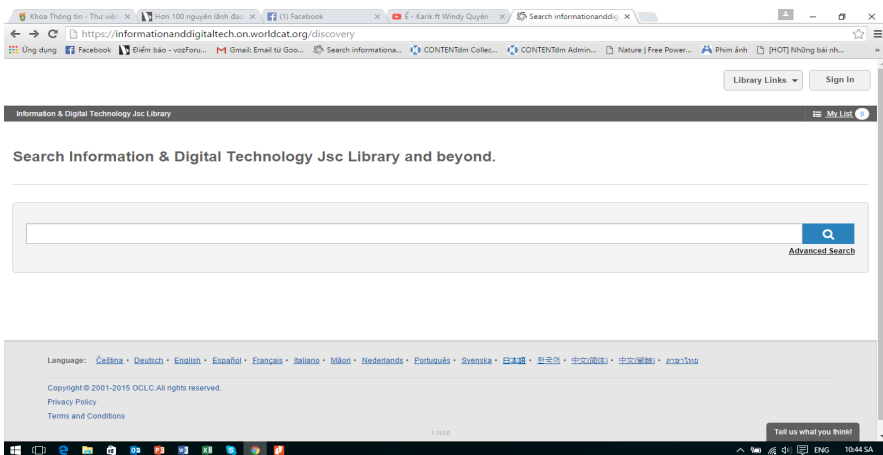 Khoa Thông tin - Thư viện
Hơn 100 nguyên lãnh đạo
(1) Facebook
É - Karik ft Windy Quyên -
Search informationanddig
https://informationanddigitaltech.on.worldcat.org/discovery
Ứng dụng
Facebook
Điểm báo - vozForu...
Gmail: Email từ Goo...
Search informationa...
CONTENTdm Collec...
CONTENTdm Admin...
Nature | Free Power...
Phim ảnh
[HOT] Những bài nh...
»
Library Links
Sign In
Information & Digital Technology Jsc Library
My List 0
Search Information & Digital Technology Jsc Library and beyond.
Advanced Search
Language: Čeština • Deutsch • English • Español • Français • Italiano • Māori • Nederlands • Português • Svenska • 日本語 • 한국어 • 中文(简体) • 中文(繁體) • ภาษาไทย
Copyright © 2001-2015 OCLC.All rights reserved.
Privacy Policy
Terms and Conditions
1.193.0
Tell us what you think!
ENG 10:44 SA